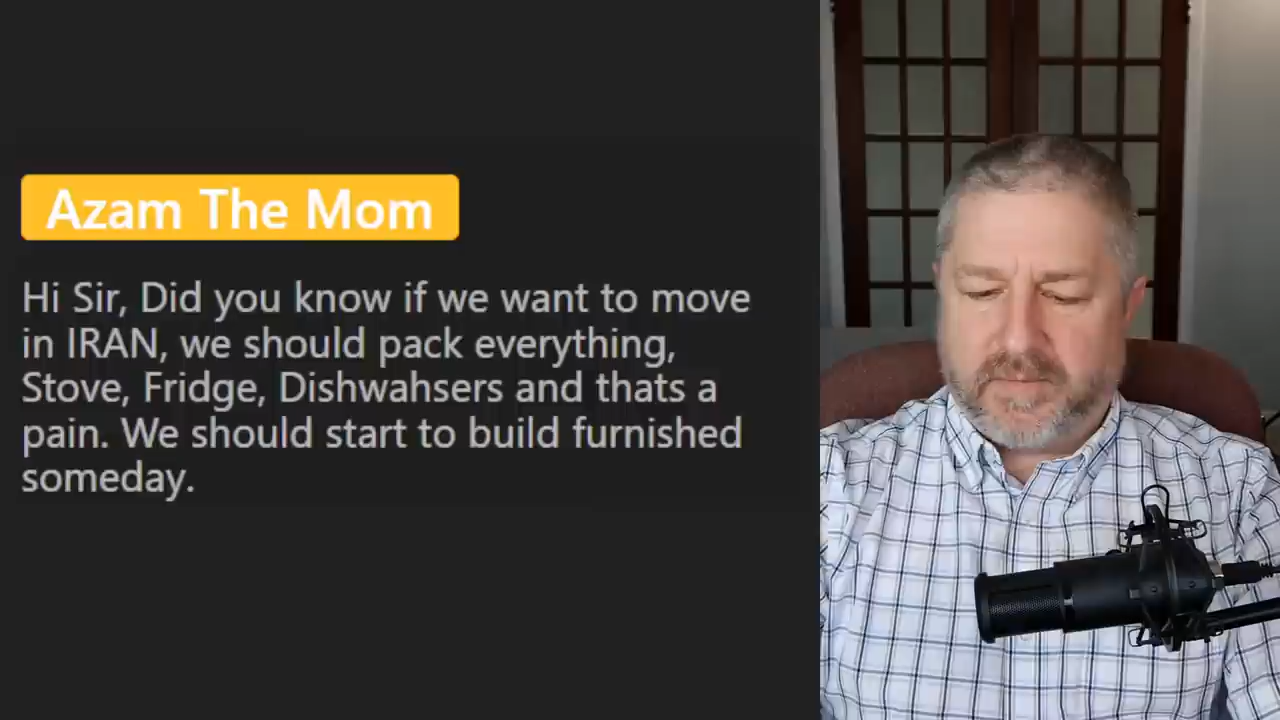 Azam The Mom
Hi Sir, Did you know if we want to move
in IRAN, we should pack everything,
Stove, Fridge, Dishwahsers and thats a
pain. We should start to build furnished
someday.